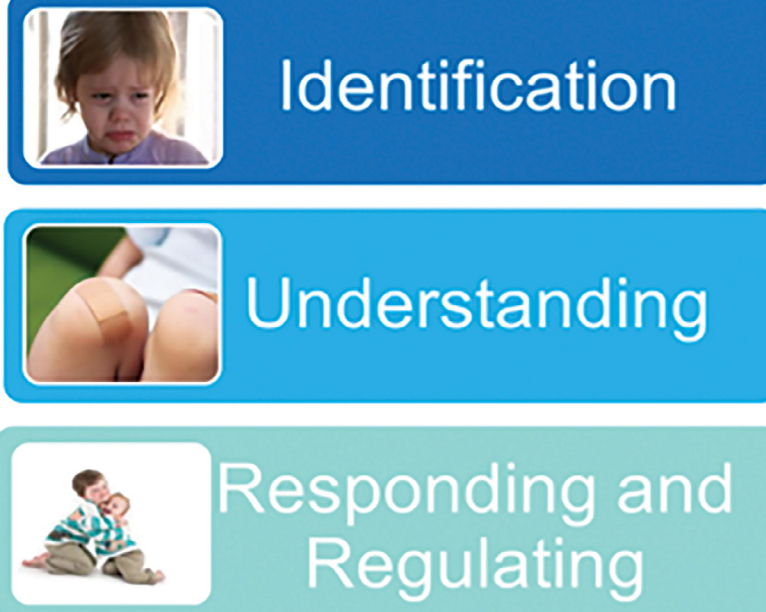 Identification
Understanding
Responding and
Regulating